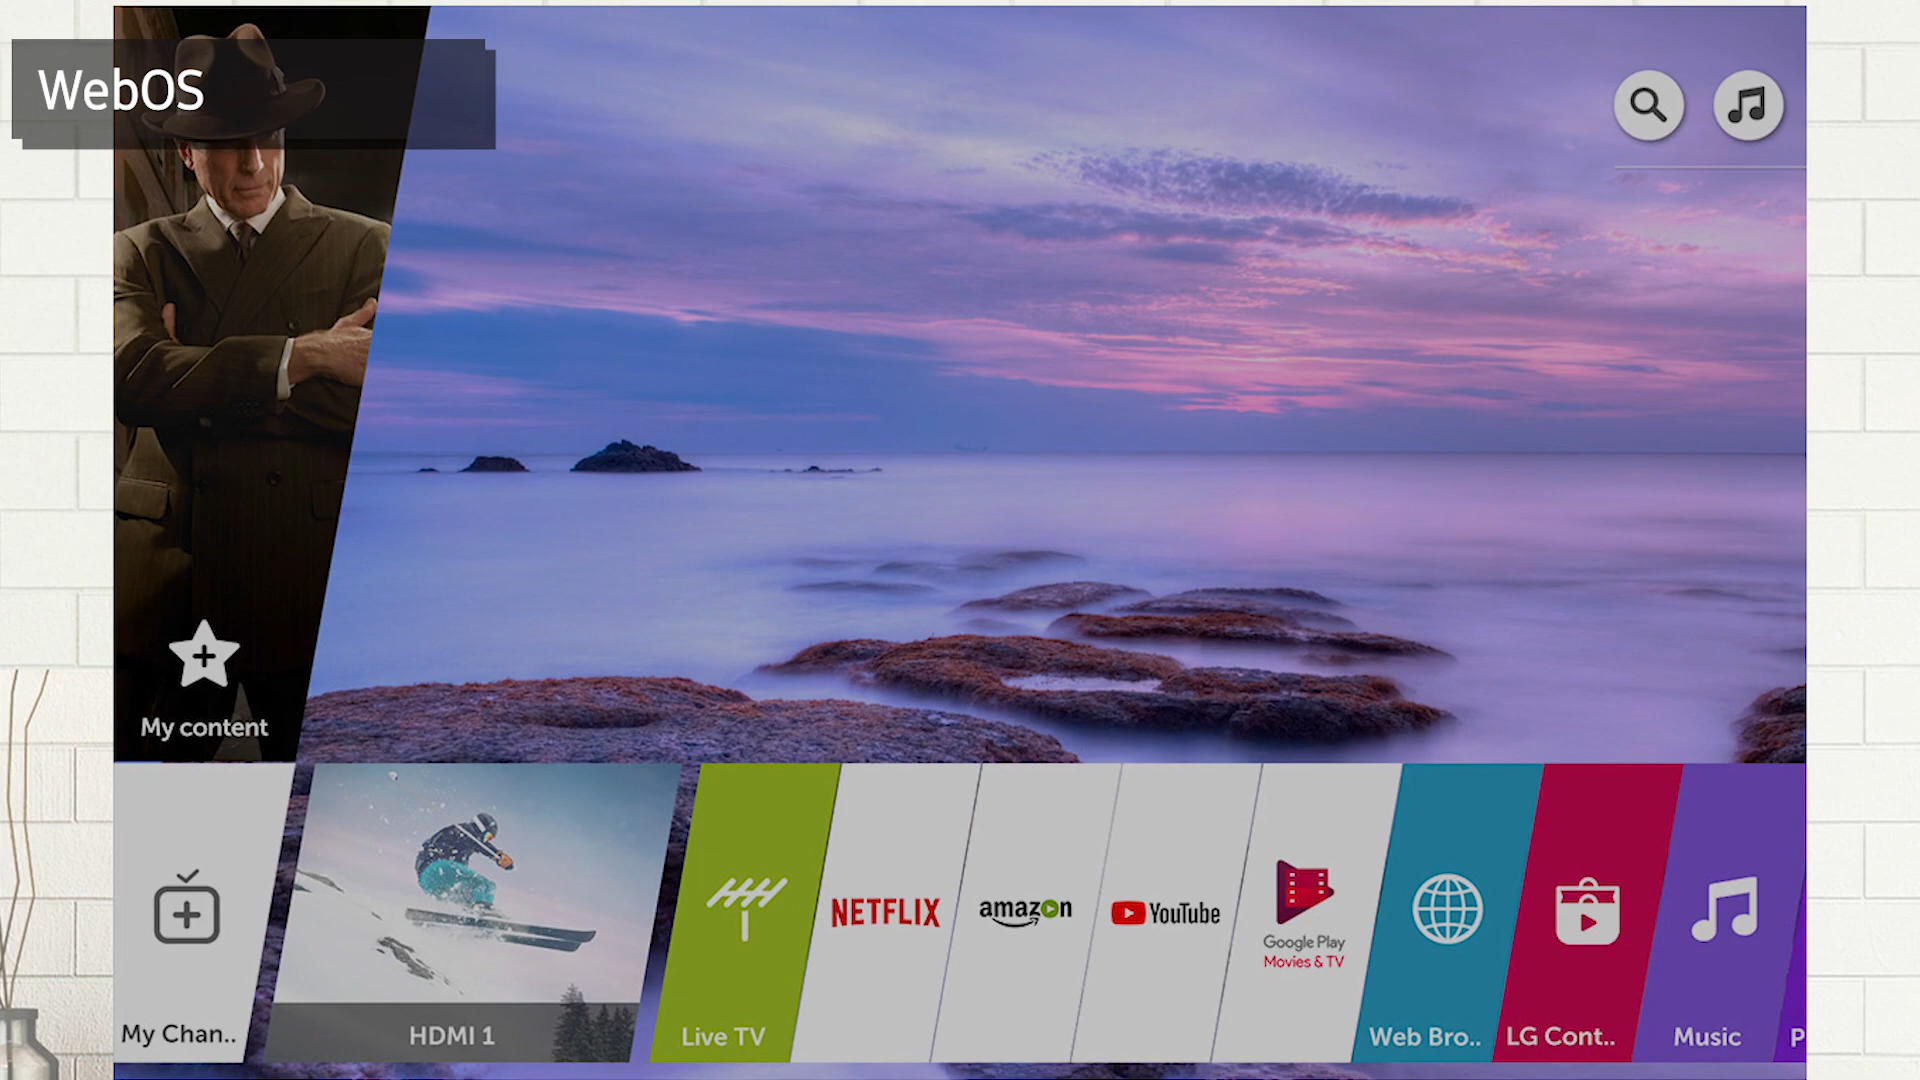 WebOS
My content
My Chan..
HDMI 1
Live TV
NETFLIX
amazon
YouTube
Google Play
Movies & TV
Web Bro..
LG Cont..
Music
P